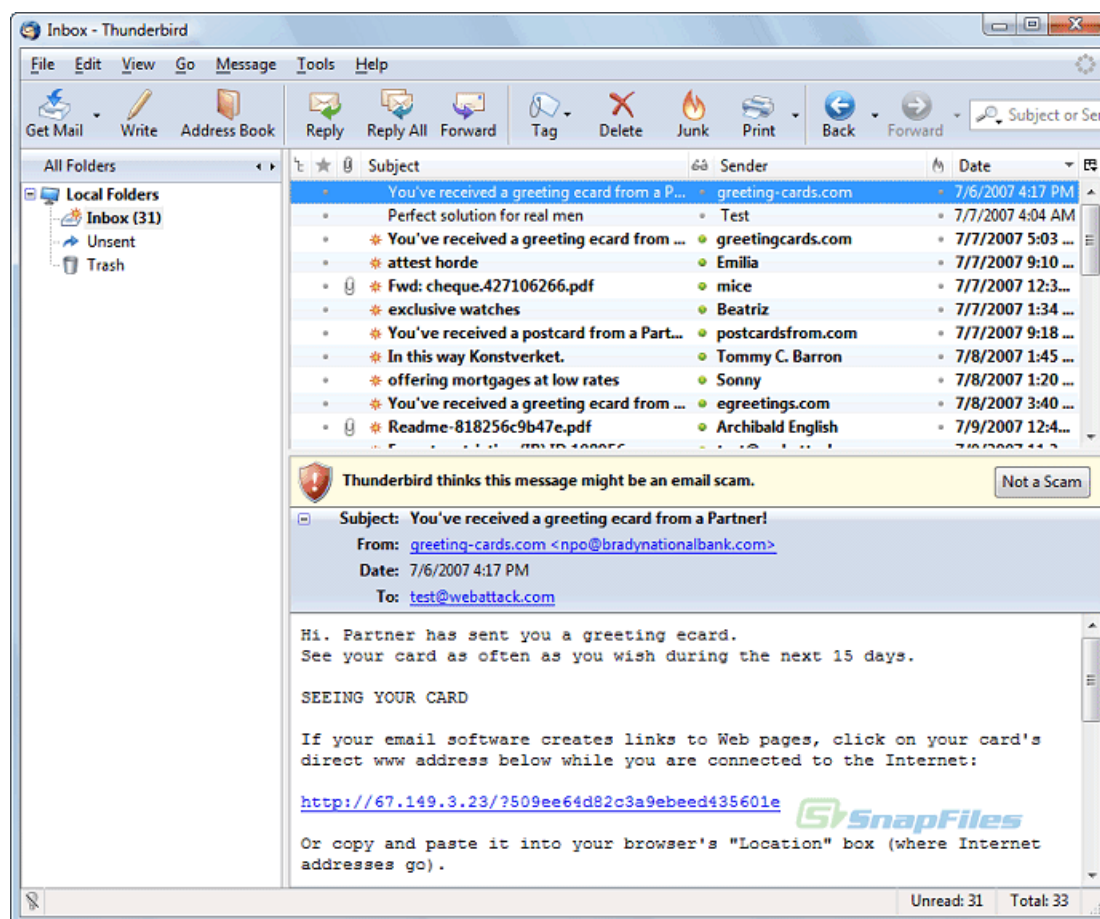 Inbox - Thunderbird
File Edit View Go Message Tools Help
Get Mail Write Address Book Reply Reply All Forward Tag Delete Junk Print Back Forward Subject or Se
All Folders
Local Folders
Inbox (31)
Unsent
Trash
Subject Sender Date
You've received a greeting ecard from a P... greeting-cards.com 7/6/2007 4:17 PM
Perfect solution for real men Test 7/7/2007 4:04 AM
You've received a greeting ecard from ... greetingcards.com 7/7/2007 5:03 ...
attest horde Emilia 7/7/2007 9:10 ...
Fwd: cheque.427106266.pdf mice 7/7/2007 12:3...
exclusive watches Beatriz 7/7/2007 1:34 ...
You've received a postcard from a Part... postcardsfrom.com 7/7/2007 9:18 ...
In this way Konstverket. Tommy C. Barron 7/8/2007 1:45 ...
offering mortgages at low rates Sonny 7/8/2007 1:20 ...
You've received a greeting ecard from ... egreetings.com 7/8/2007 3:40 ...
Readme-818256c9b47e.pdf Archibald English 7/9/2007 12:4...
Thunderbird thinks this message might be an email scam. Not a Scam
Subject: You've received a greeting ecard from a Partner!
From: greeting-cards.com <npo@bradynationalbank.com>
Date: 7/6/2007 4:17 PM
To: test@webattack.com
Hi. Partner has sent you a greeting ecard.
See your card as often as you wish during the next 15 days.
SEEING YOUR CARD
If your email software creates links to Web pages, click on your card's
direct www address below while you are connected to the Internet:
http://67.149.3.23/?509ee64d82c3a9ebeed435601e
SnapFiles
Or copy and paste it into your browser's "Location" box (where Internet
addresses go).
Unread: 31 Total: 33